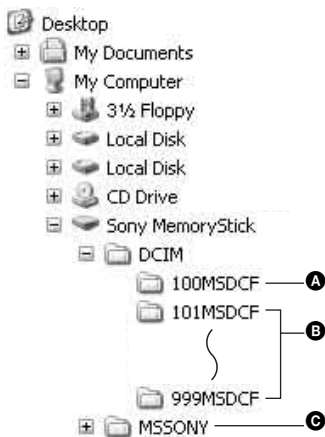 Desktop
My Documents
My Computer
3½ Floppy
Local Disk
Local Disk
CD Drive
Sony MemoryStick
DCIM
100MSDCF A
101MSDCF
B
999MSDCF
MSSONY C